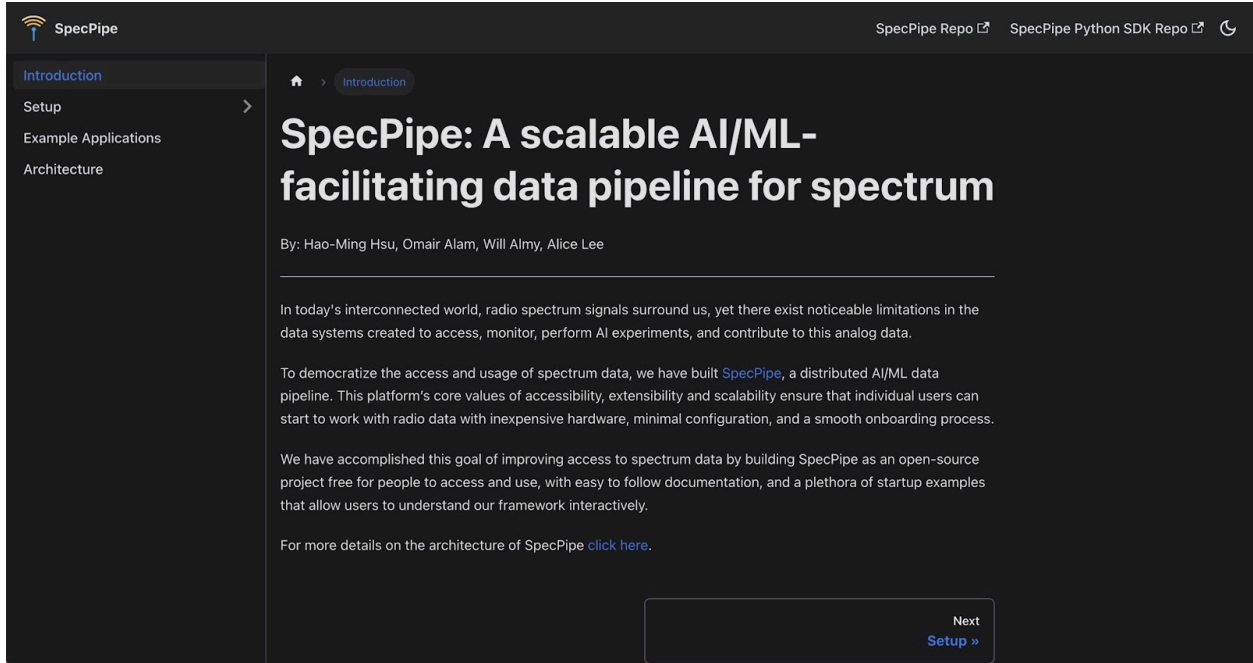 SpecPipe
SpecPipe Repo
SpecPipe Python SDK Repo
Introduction
Setup
Example Applications
Architecture
Introduction
SpecPipe: A scalable AI/ML-
facilitating data pipeline for spectrum
By: Hao-Ming Hsu, Omair Alam, Will Almy, Alice Lee
In today's interconnected world, radio spectrum signals surround us, yet there exist noticeable limitations in the
data systems created to access, monitor, perform AI experiments, and contribute to this analog data.
To democratize the access and usage of spectrum data, we have built SpecPipe, a distributed AI/ML data
pipeline. This platform's core values of accessibility, extensibility and scalability ensure that individual users can
start to work with radio data with inexpensive hardware, minimal configuration, and a smooth onboarding process.
We have accomplished this goal of improving access to spectrum data by building SpecPipe as an open-source
project free for people to access and use, with easy to follow documentation, and a plethora of startup examples
that allow users to understand our framework interactively.
For more details on the architecture of SpecPipe click here.
Next
Setup »